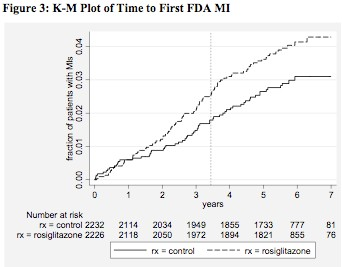 Figure 3: K-M Plot of Time to First FDA MI
fraction of patients with MIs
0.04
0.03
0.02
0.01
0.00
0 1 2 3 4 5 6 7
years
Number at risk
rx = control 2232 2114 2034 1949 1855 1733 777 81
rx = rosiglitazone 2226 2118 2050 1972 1894 1821 855 76
rx = control rx = rosiglitazone